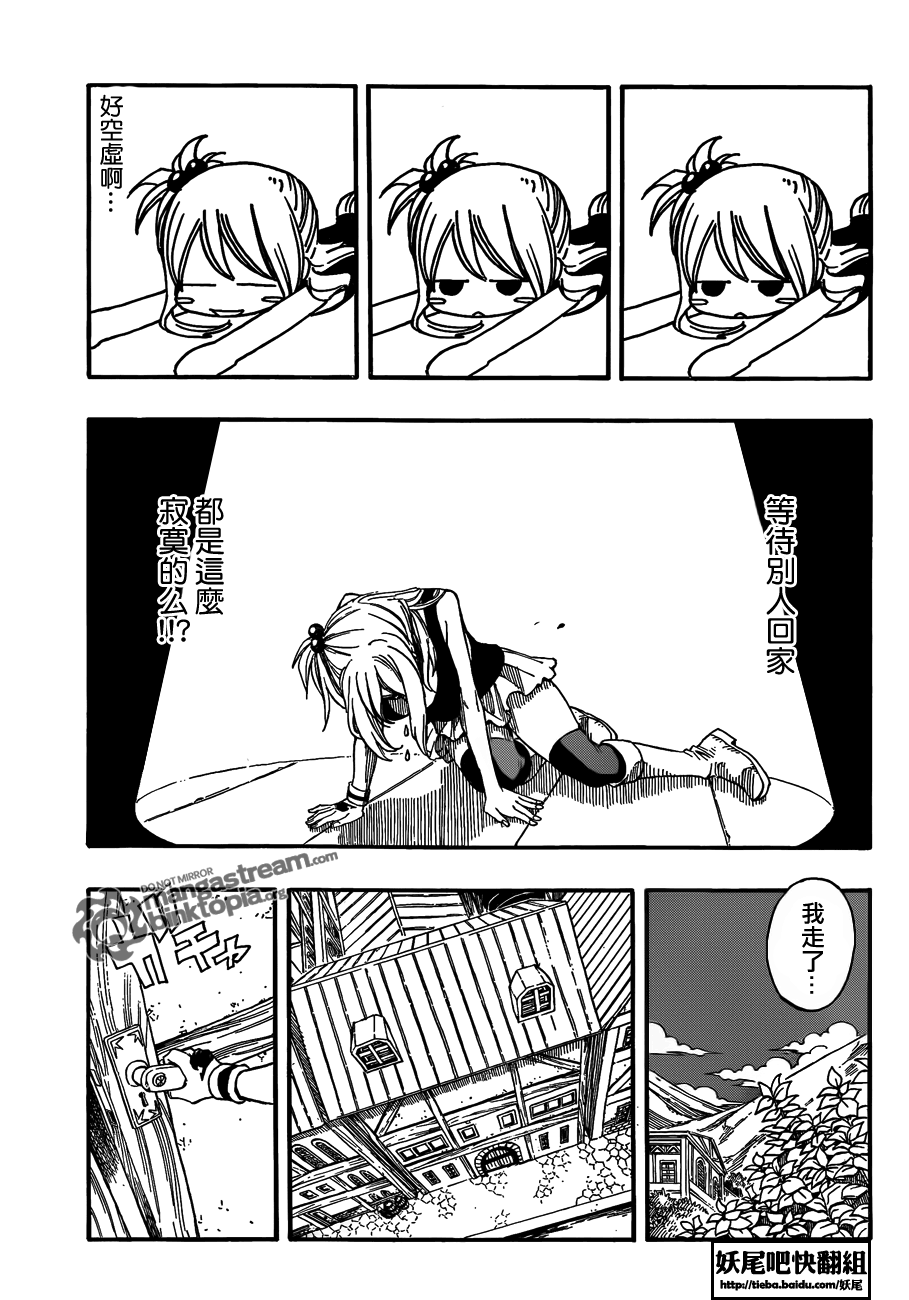 好空虛啊…
等待別人回家
都是這麼
寂寞的么!!?
我走了…
ガチャ
DO NOT MIRROR
mangastream.com
binktopia.org
妖尾吧快翻組
http://tieba.baidu.com/妖尾